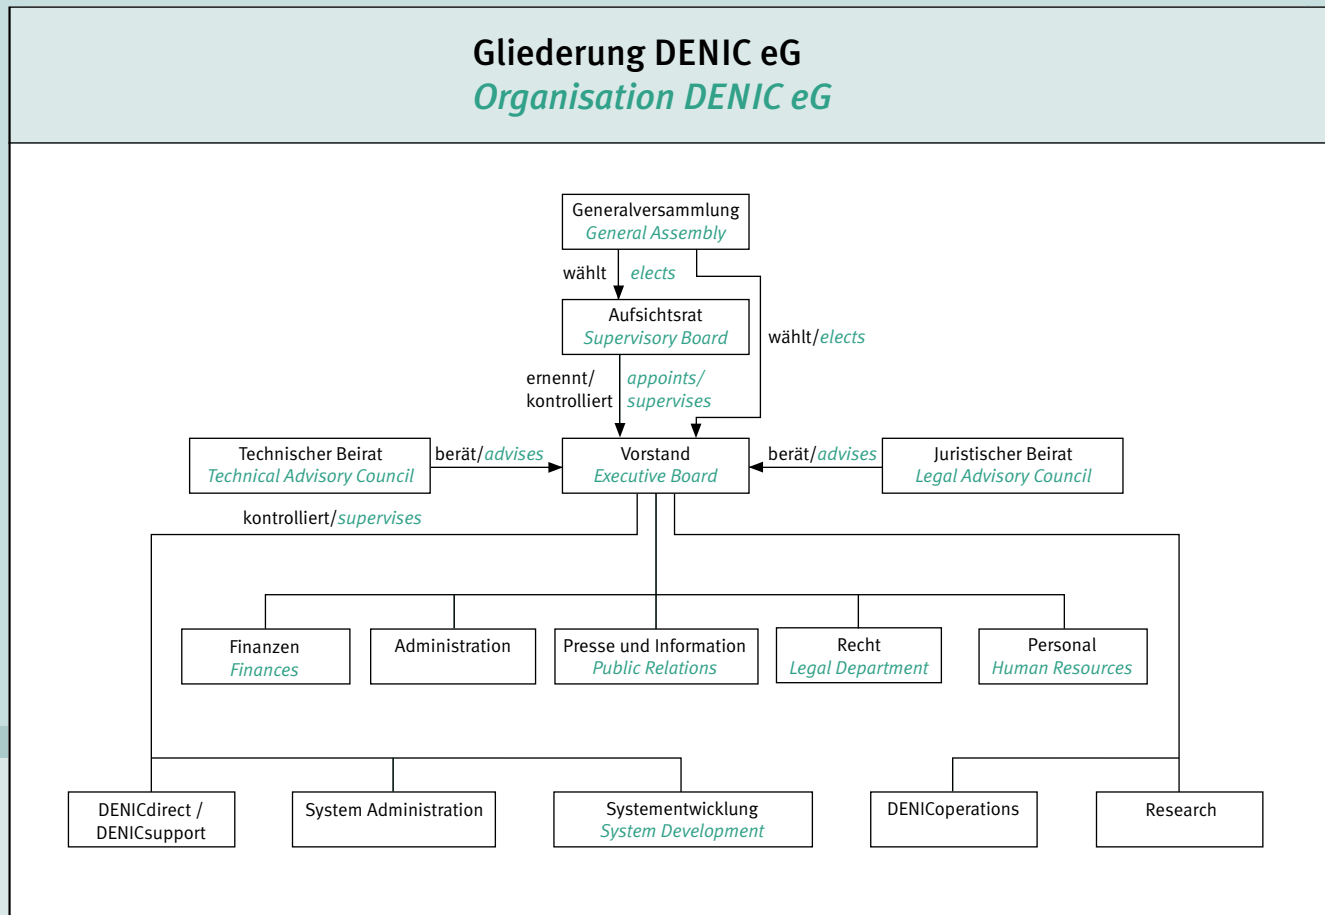 Gliederung DENIC eG
Organisation DENIC eG
Generalversammlung
General Assembly
wählt elects
Aufsichtsrat
Supervisory Board
wählt/elects
ernennt/ appoints/
kontrolliert supervises
Technischer Beirat
Technical Advisory Council
berät/advises
Vorstand
Executive Board
berät/advises
Juristischer Beirat
Legal Advisory Council
kontrolliert/supervises
Finanzen
Finances
Administration
Presse und Information
Public Relations
Recht
Legal Department
Personal
Human Resources
DENICdirect /
DENICsupport
System Administration
Systementwicklung
System Development
DENICoperations
Research